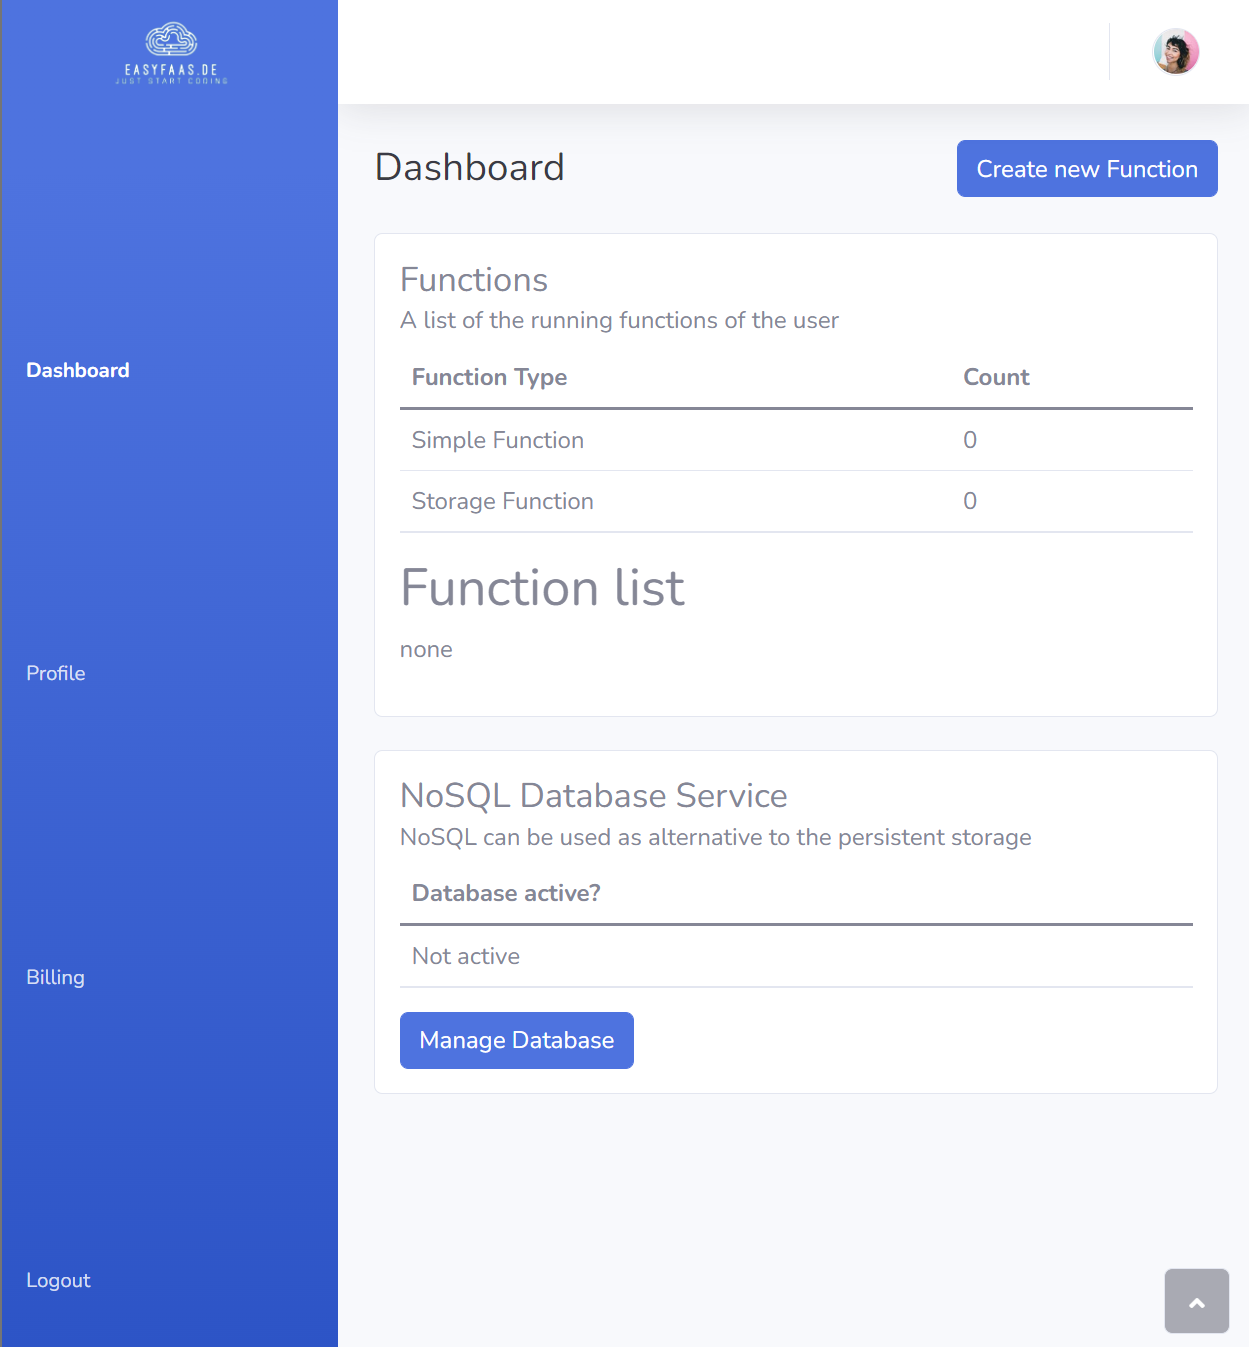 EASYFAAS.DE
JUST START CODING
Dashboard
Profile
Billing
Logout
Dashboard
Create new Function
Functions
A list of the running functions of the user
Function Type Count
Simple Function 0
Storage Function 0
Function list
none
NoSQL Database Service
NoSQL can be used as alternative to the persistent storage
Database active?
Not active
Manage Database